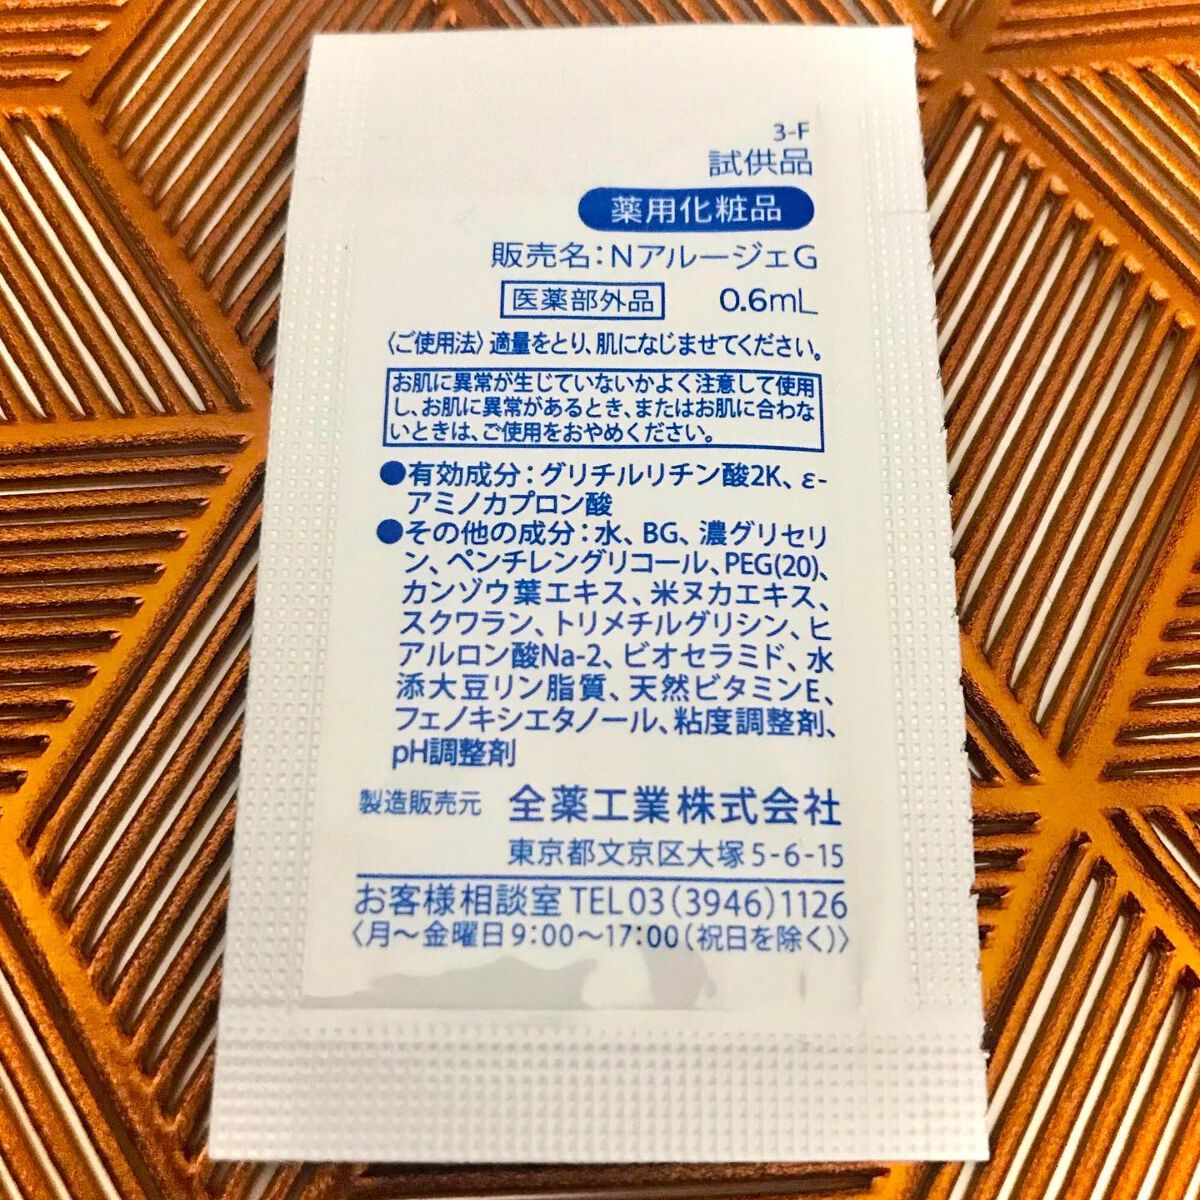 3-F
試供品
薬用化粧品
販売名：NアルージェG
医薬部外品 0.6mL
〈ご使用法〉適量をとり、肌になじませてください。
お肌に異常が生じていないかよく注意して使用
し、お肌に異常があるとき、またはお肌に合わな
いときは、ご使用をおやめください。
●有効成分：グリチルリチン酸2K、ε-
アミノカプロン酸
●その他の成分：水、BG、濃グリセリ
ン、ペンチレングリコール、PEG(20)、
カンゾウ葉エキス、米ヌカエキス、
スクワラン、トリメチルグリシン、ヒ
アルロン酸Na-2、ビオセラミド、水
添大豆リン脂質、天然ビタミンE、
フェノキシエタノール、粘度調整剤、
pH調整剤
製造販売元 全薬工業株式会社
東京都文京区大塚5-6-15
お客様相談室TEL03(3946)1126
〈月〜金曜日9：00〜17：00(祝日を除く)〉